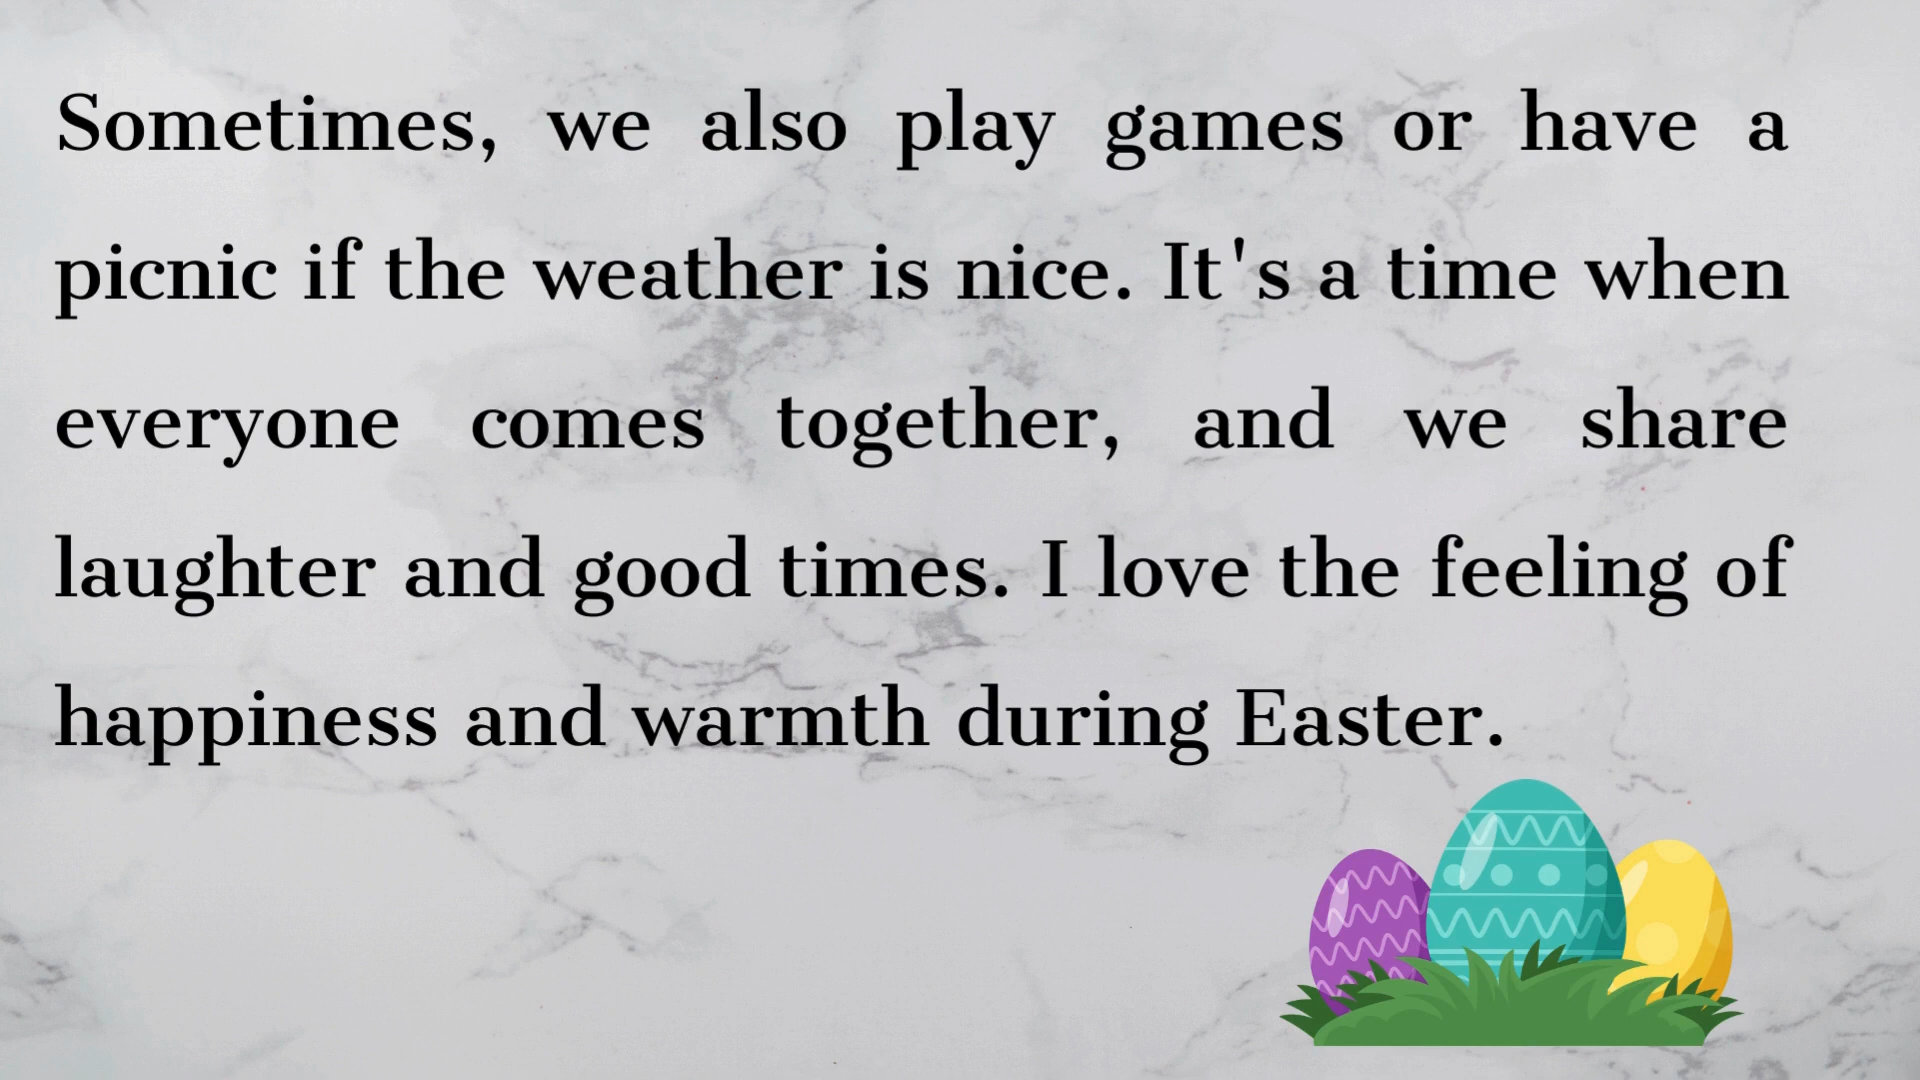 Sometimes, we also play games or have a
picnic if the weather is nice. It's a time when
everyone comes together, and we share
laughter and good times. I love the feeling of
happiness and warmth during Easter.